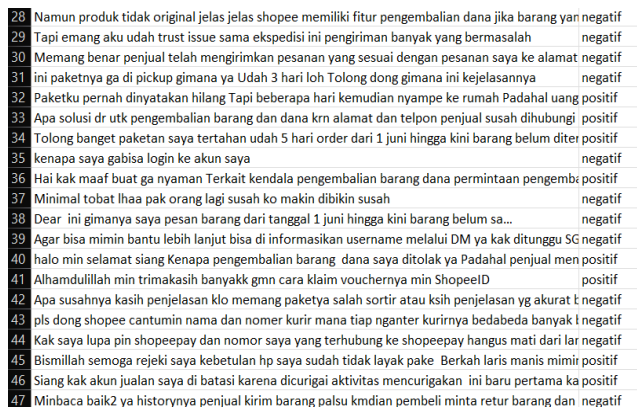 28 Namun produk tidak original jelas jelas shopee memiliki fitur pengembalian dana jika barang yan negatif
29 Tapi emang aku udah trust issue sama ekspedisi ini pengiriman banyak yang bermasalah negatif
30 Memang benar penjual telah mengirimkan pesanan yang sesuai dengan pesanan saya ke alamat negatif
31 ini paketnya ga di pickup gimana ya Udah 3 hari loh Tolong dong gimana ini kejelasannya negatif
32 Paketku pernah dinyatakan hilang Tapi beberapa hari kemudian nyampe ke rumah Padahal uang positif
33 Apa solusi dr utk pengembalian barang dan dana krn alamat dan telpon penjual susah dihubungi positif
34 Tolong banget paketan saya tertahan udah 5 hari order dari 1 juni hingga kini barang belum diter positif
35 kenapa saya gabisa login ke akun saya negatif
36 Hai kak maaf buat ga nyaman Terkait kendala pengembalian dana permintaan pengemba positif
37 Minimal tobat lhaa pak orang lagi susah ko makin dibikin susah negatif
38 Dear ini gimanya saya pesan barang dari tanggal 1 juni hingga kini barang belum sa... negatif
39 Agar bisa mimin bantu lebih lanjut bisa di informasikan username melalui DM ya kak ditunggu SG negatif
40 halo min selamat siang Kenapa pengembalian barang dana saya ditolak ya Padahal penjual men positif
41 Alhamdulillah min trimakasih banyakk gmn cara klaim vouchernya min ShopeeID positif
42 Apa susahnya kasih penjelasan klo memang paketya salah sortir atau ksih penjelasan yg akurat t negatif
43 pls dong shopee cantumin nama dan nomer kurir mana tiap nganter kurirnya bedabeda banyak negatif
44 Kak saya lupa pin shopeepay dan nomor saya yang terhubung ke shopeepay hangus mati dari lar negatif
45 Bismillah semoga rejeki saya kebetulan hp saya sudah tidak layak pake Berkah laris manis mimin positif
46 Siang kak akun jualan saya di batasi karena dicurigai aktivitas mencurigakan ini baru pertama ka positif
47 Minbaca baik2 ya historynya penjual kirim barang palsu kmdian pembeli minta retur barang dan negatif